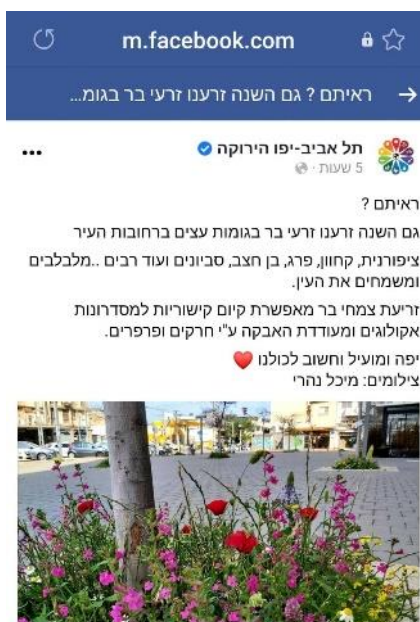 m.facebook.com
ראיתם ? גם השנה זרענו זרעי בר בגומ...
תל אביב-יפו הירוקה
5 שעות ·
ראיתם ?
גם השנה זרענו זרעי בר בגומות עצים ברחובות העיר
ציפורנית, קחוון, פרג, בן חצב, סביונים ועוד רבים ..מלבלבים
ומשמחים את העין.
זריעת צמחי בר מאפשרת קיום קישוריות למסדרונות
אקולוגים ומעודדת האבקה ע"י חרקים ופרפרים.
יפה ומועיל וחשוב לכולנו ❤️
צילומים: מיכל נהרי